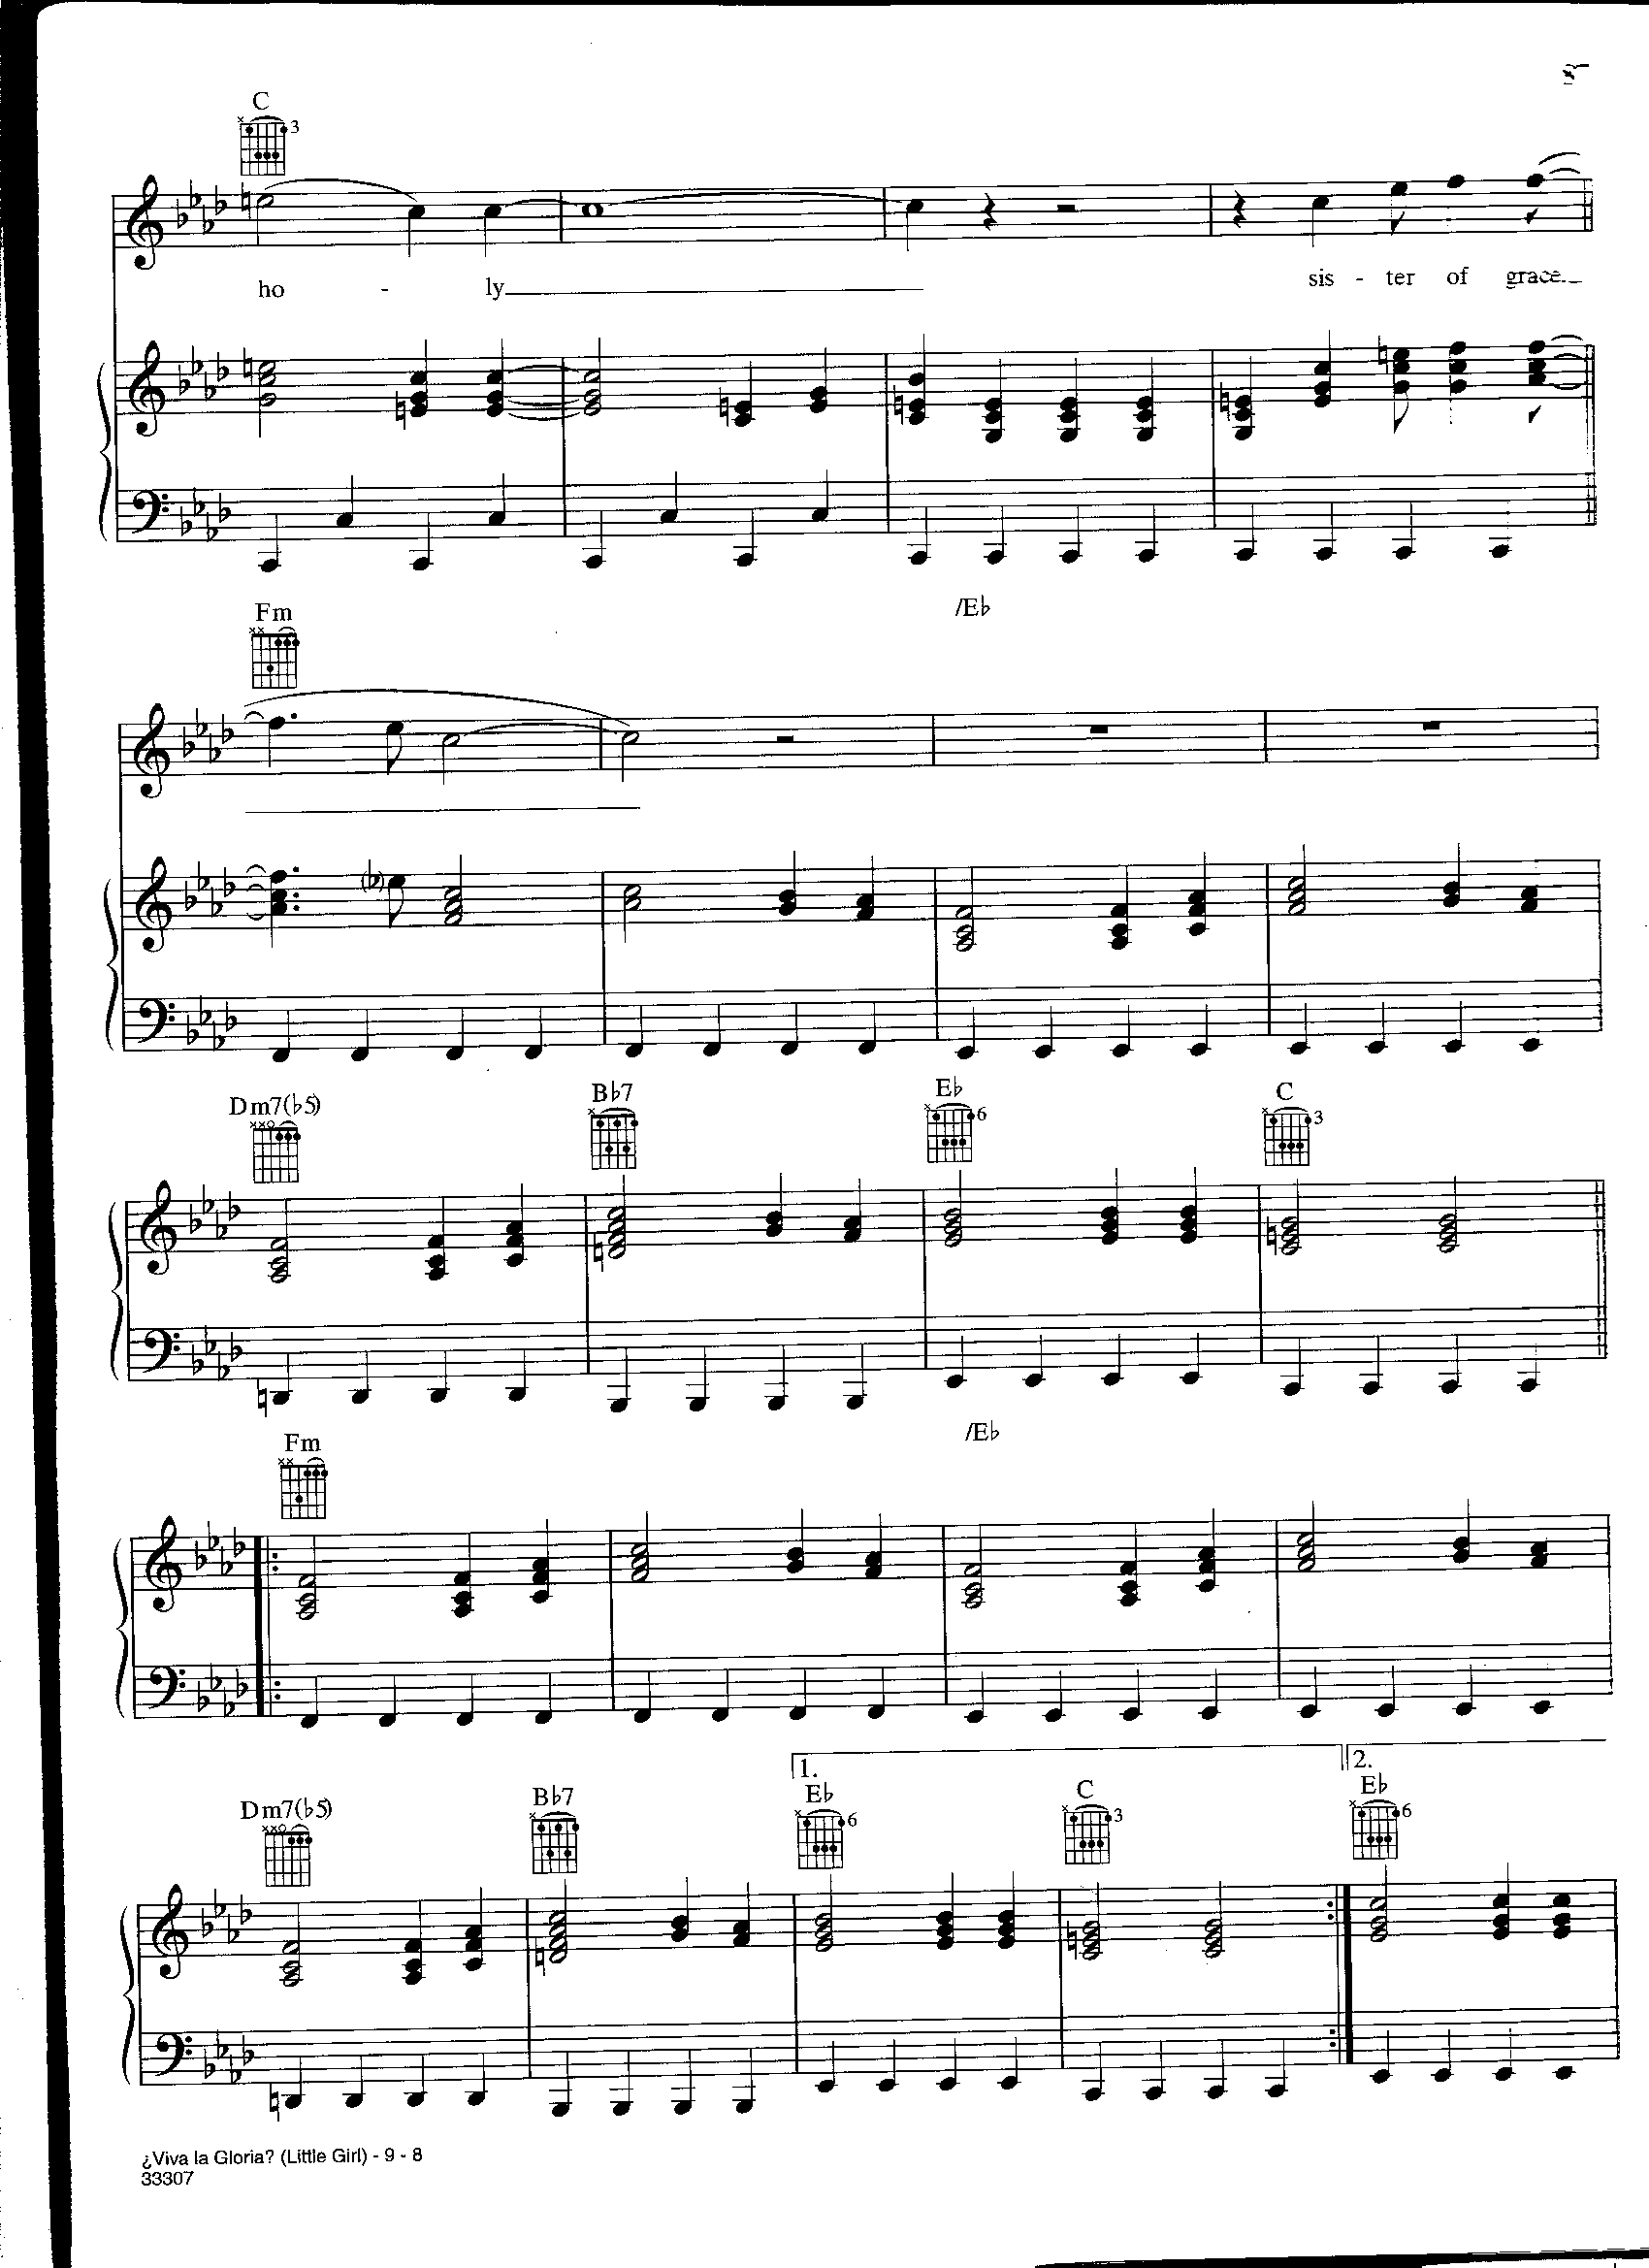 C
3
ho - ly sis - ter of grace.
Fm /E♭
Dm7(♭5) B♭7 E♭ C
6 3
Fm /E♭
1. 2.
Dm7(♭5) B♭7 E♭ C E♭
6 3 6
¿Viva la Gloria? (Little Girl) - 9 - 8
33307